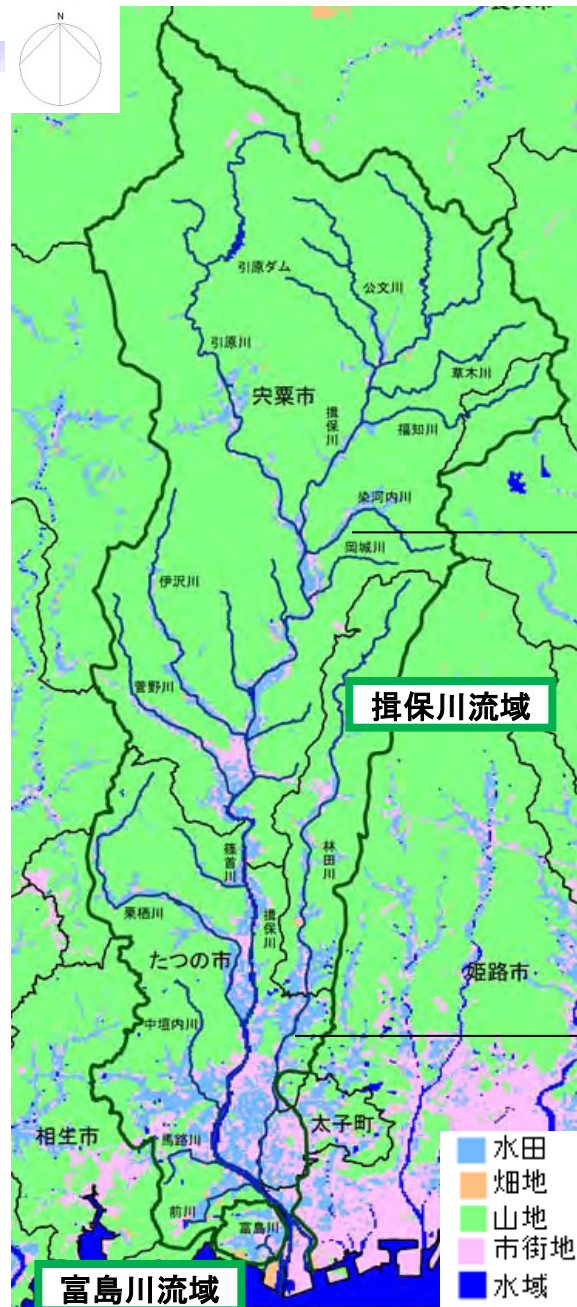 N
引原ダム
公文川
引原川
草木川
宍粟市
揖保川
福知川
染河内川
岡城川
伊沢川
菅野川
揖保川流域
篠首川
林田川
栗栖川
揖保川
たつの市
姫路市
中垣内川
太子町
相生市
馬路川
前川
富島川
富島川流域
水田
畑地
山地
市街地
水域